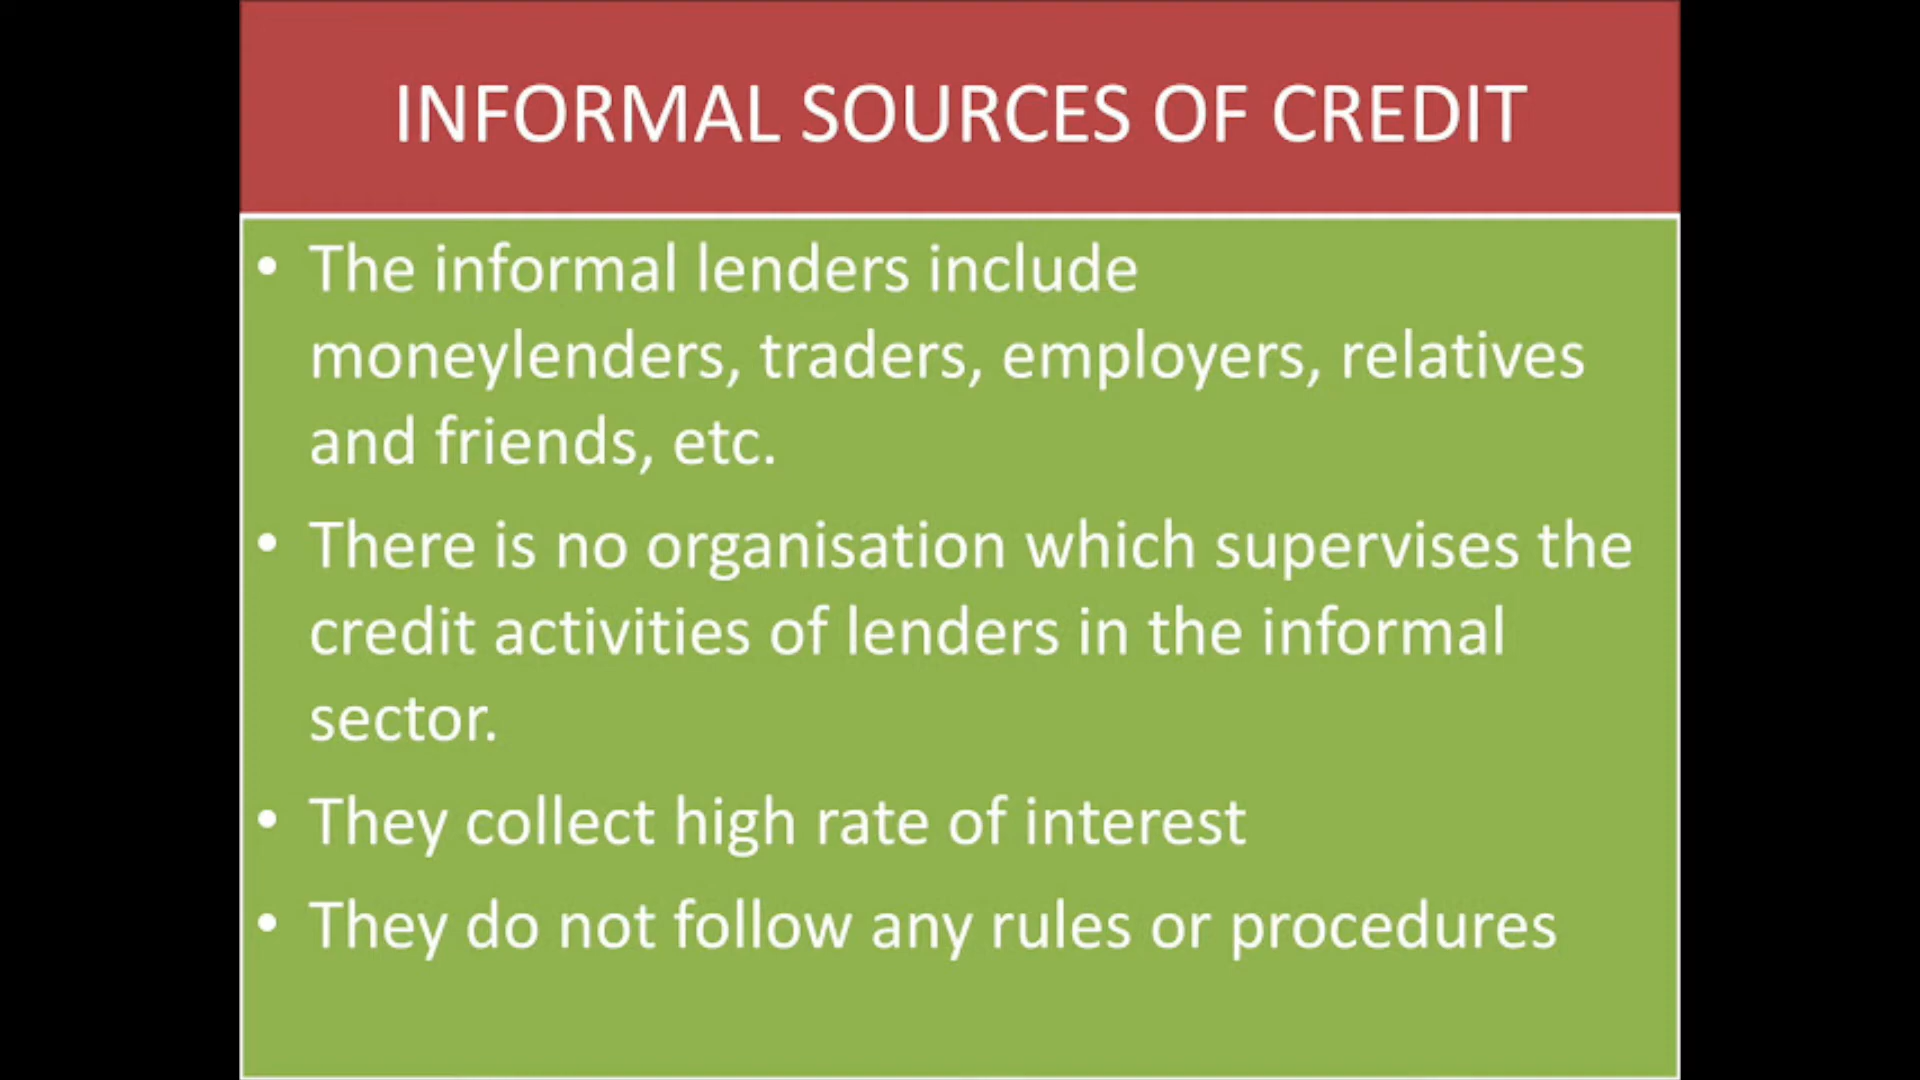 INFORMAL SOURCES OF CREDIT
• The informal lenders include
moneylenders, traders, employers, relatives
and friends, etc.
• There is no organisation which supervises the
credit activities of lenders in the informal
sector.
• They collect high rate of interest
• They do not follow any rules or procedures